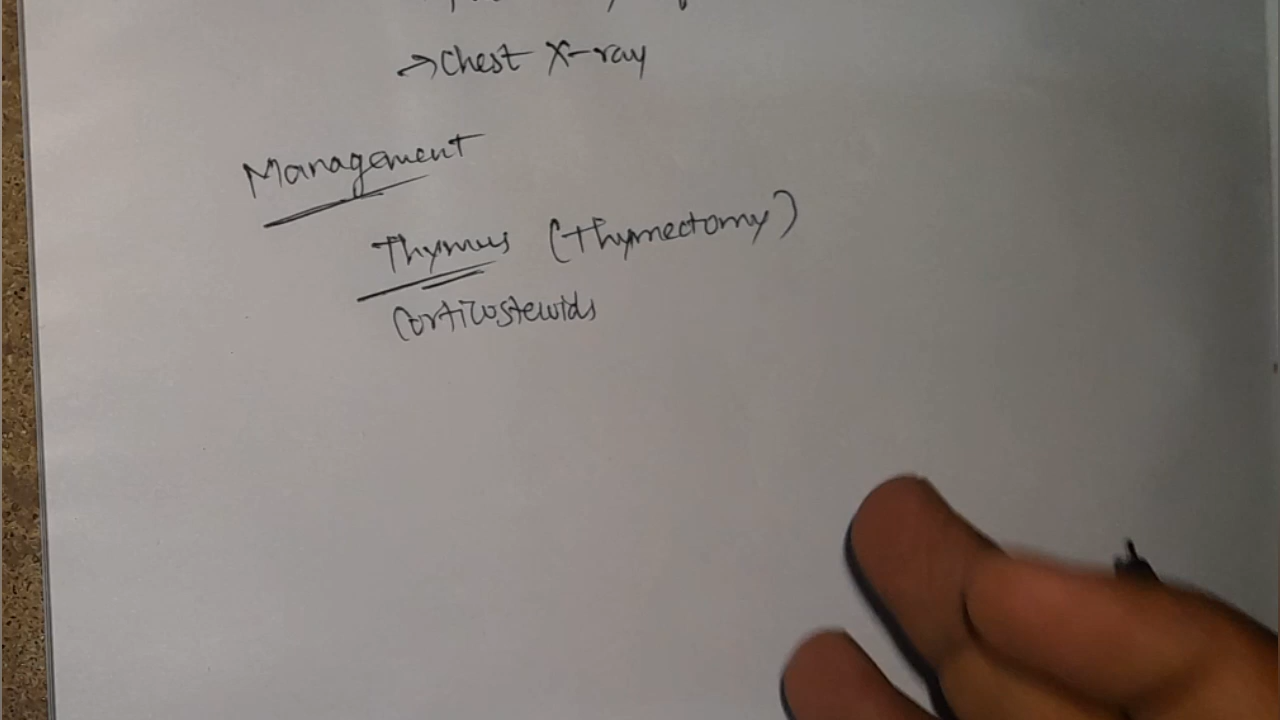 →Chest X-ray
Management
Thymus (Thymectomy)
Corticosteroids